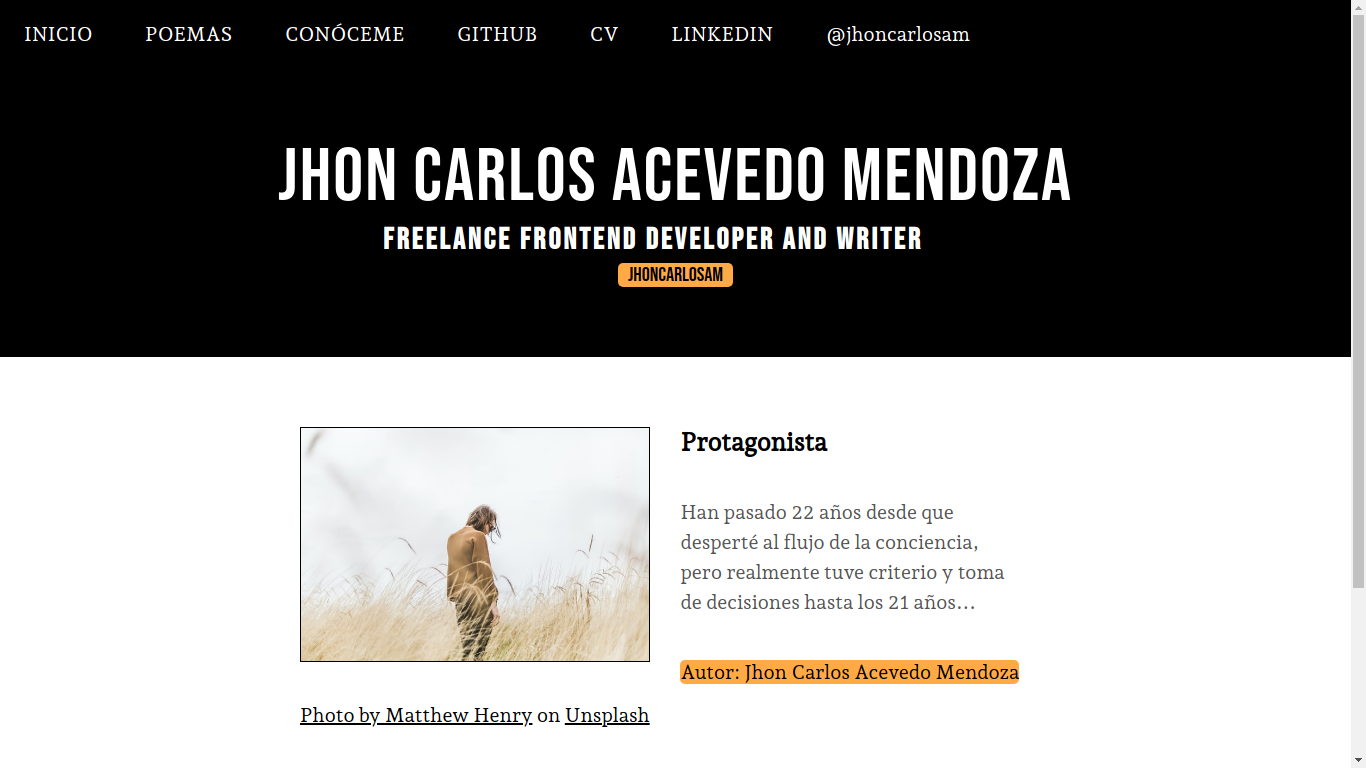 INICIO POEMAS CONÓCEME GITHUB CV LINKEDIN @jhoncarlosam
JHON CARLOS ACEVEDO MENDOZA
FREELANCE FRONTEND DEVELOPER AND WRITER
JHONCARLOSAM
Protagonista
Han pasado 22 años desde que
desperté al flujo de la conciencia,
pero realmente tuve criterio y toma
de decisiones hasta los 21 años…
Autor: Jhon Carlos Acevedo Mendoza
Photo by Matthew Henry on Unsplash